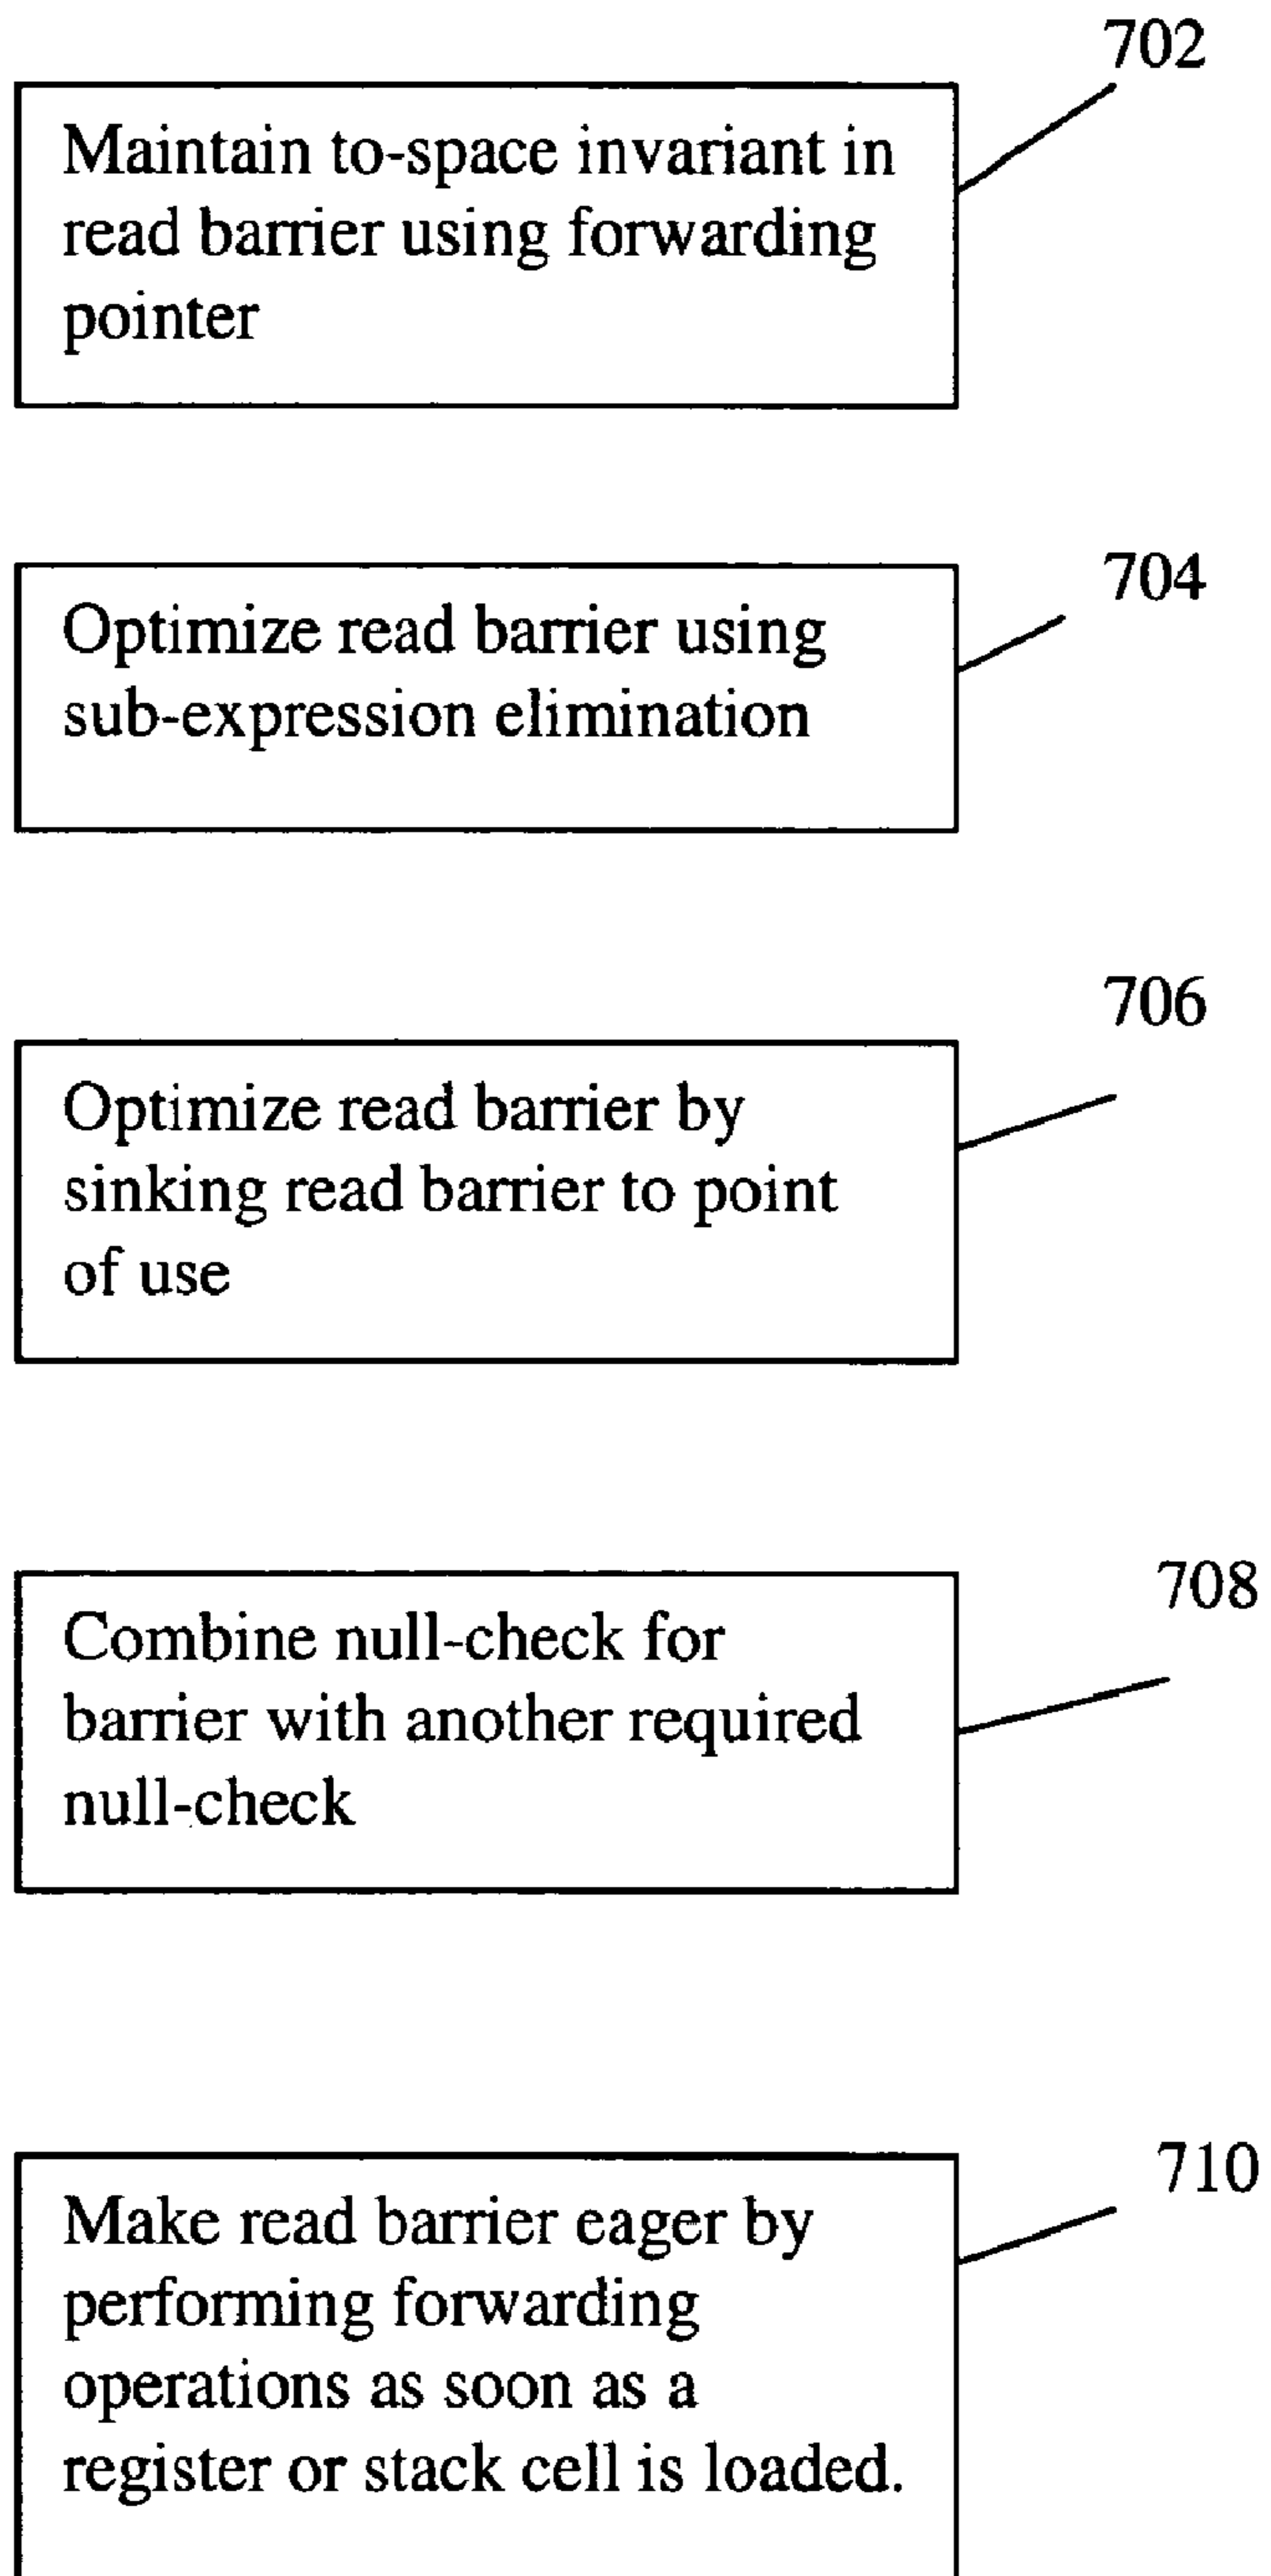 702
Maintain to-space invariant in
read barrier using forwarding
pointer
704
Optimize read barrier using
sub-expression elimination
706
Optimize read barrier by
sinking read barrier to point
of use
708
Combine null-check for
barrier with another required
null-check
710
Make read barrier eager by
performing forwarding
operations as soon as a
register or stack cell is loaded.